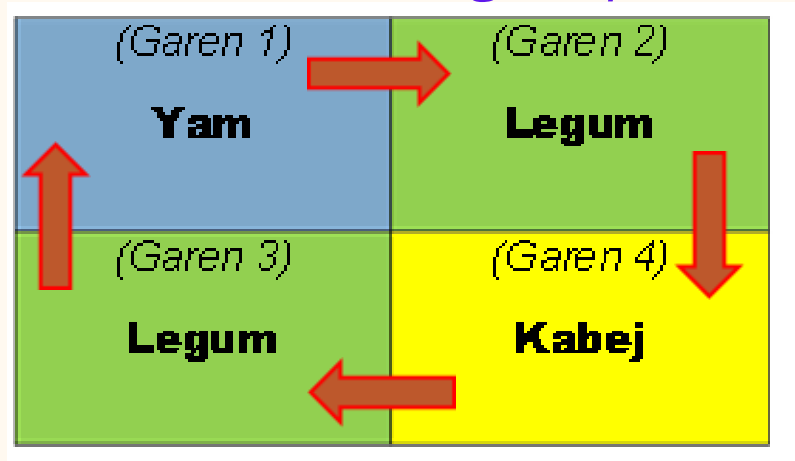 (Garen 1)
Yam
(Garen 2)
Legum
(Garen 3)
Legum
(Garen 4)
Kabej